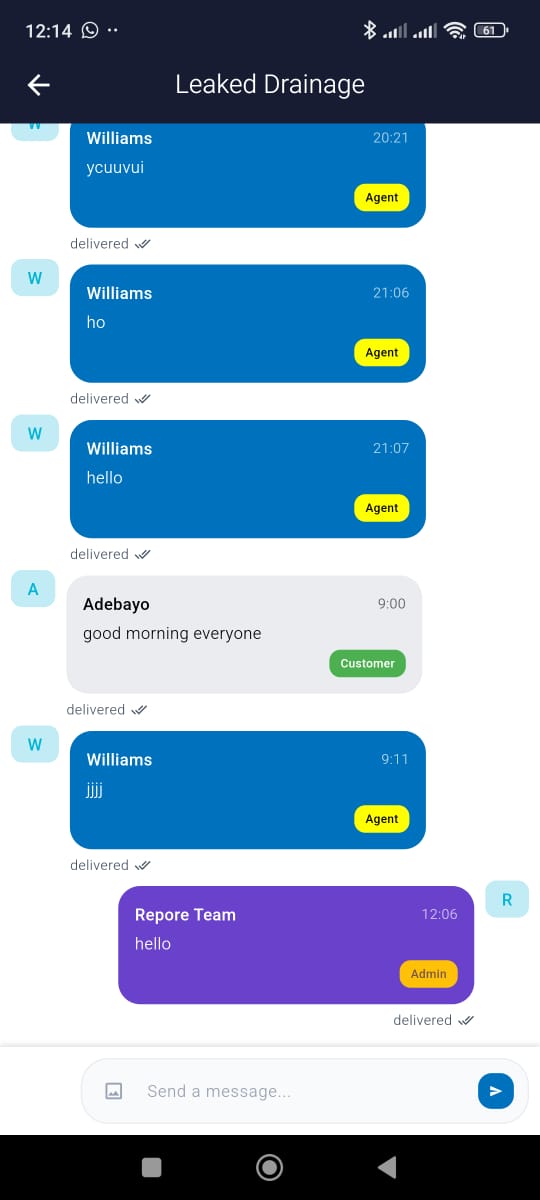 12:14
61
Leaked Drainage
W
Williams 20:21
ycuuvui
Agent
delivered
W
Williams 21:06
ho
Agent
delivered
W
Williams 21:07
hello
Agent
delivered
A
Adebayo 9:00
good morning everyone
Customer
delivered
W
Williams 9:11
jjjj
Agent
delivered
R
Repore Team 12:06
hello
Admin
delivered
Send a message...